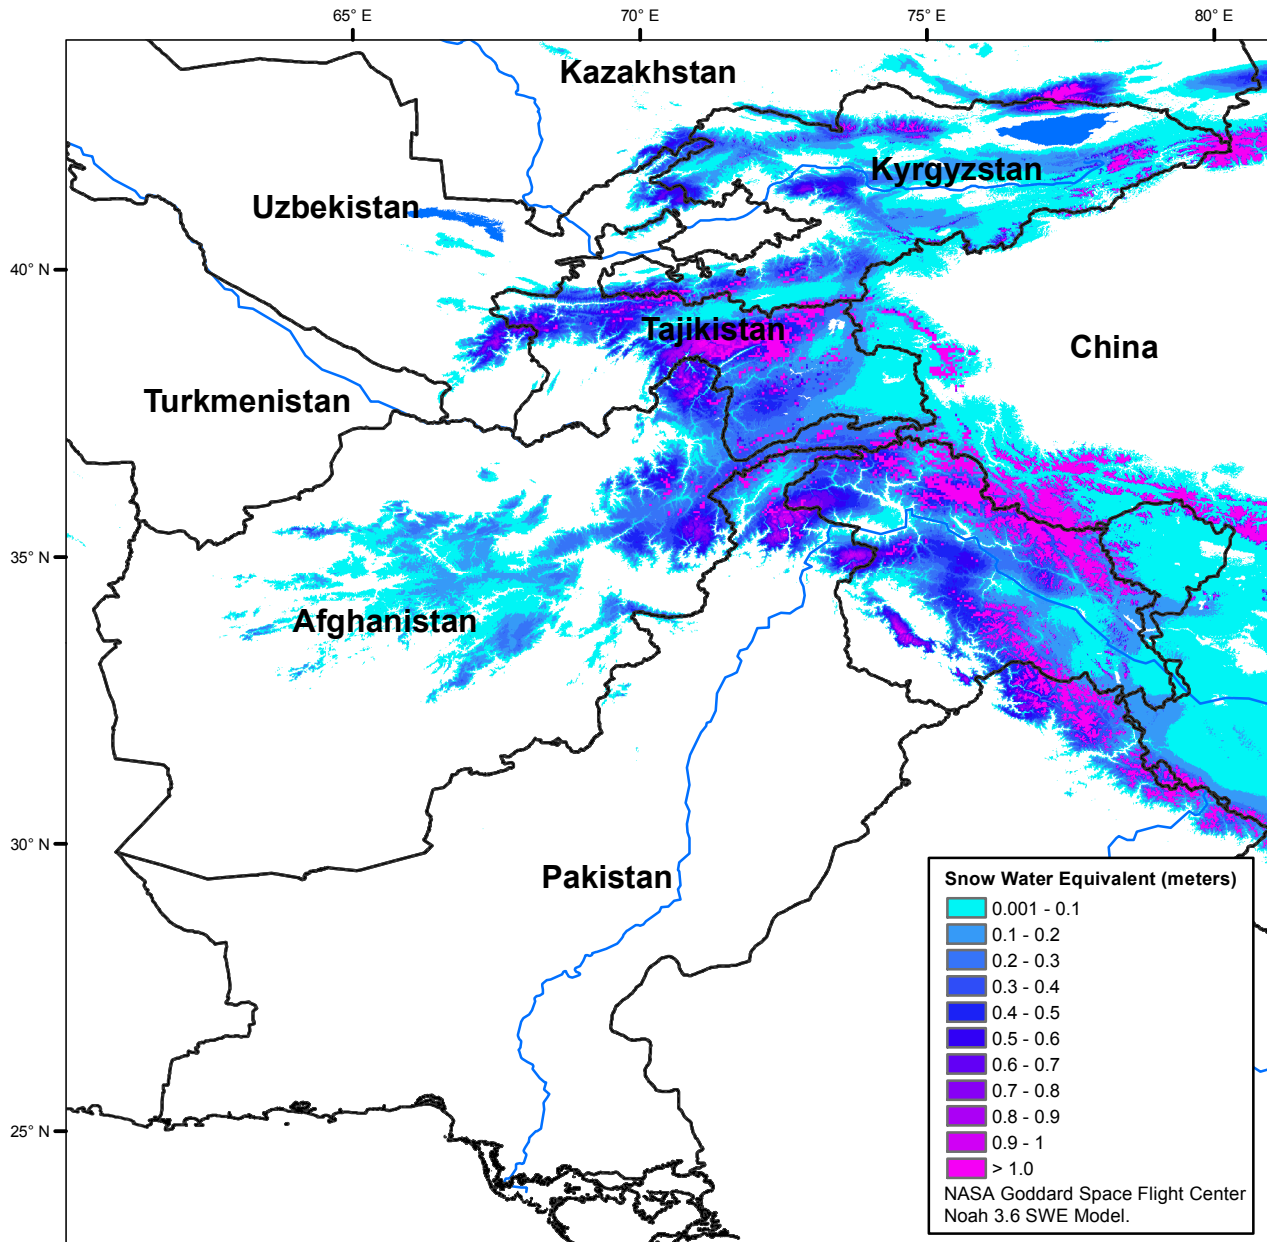 65° E
70° E
75° E
80° E
Kazakhstan
Kyrgyzstan
Uzbekistan
40° N
Tajikistan
China
Turkmenistan
35° N
Afghanistan
30° N
Pakistan
25° N
Snow Water Equivalent (meters)
0.001 - 0.1
0.1 - 0.2
0.2 - 0.3
0.3 - 0.4
0.4 - 0.5
0.5 - 0.6
0.6 - 0.7
0.7 - 0.8
0.8 - 0.9
0.9 - 1
> 1.0
NASA Goddard Space Flight Center
Noah 3.6 SWE Model.